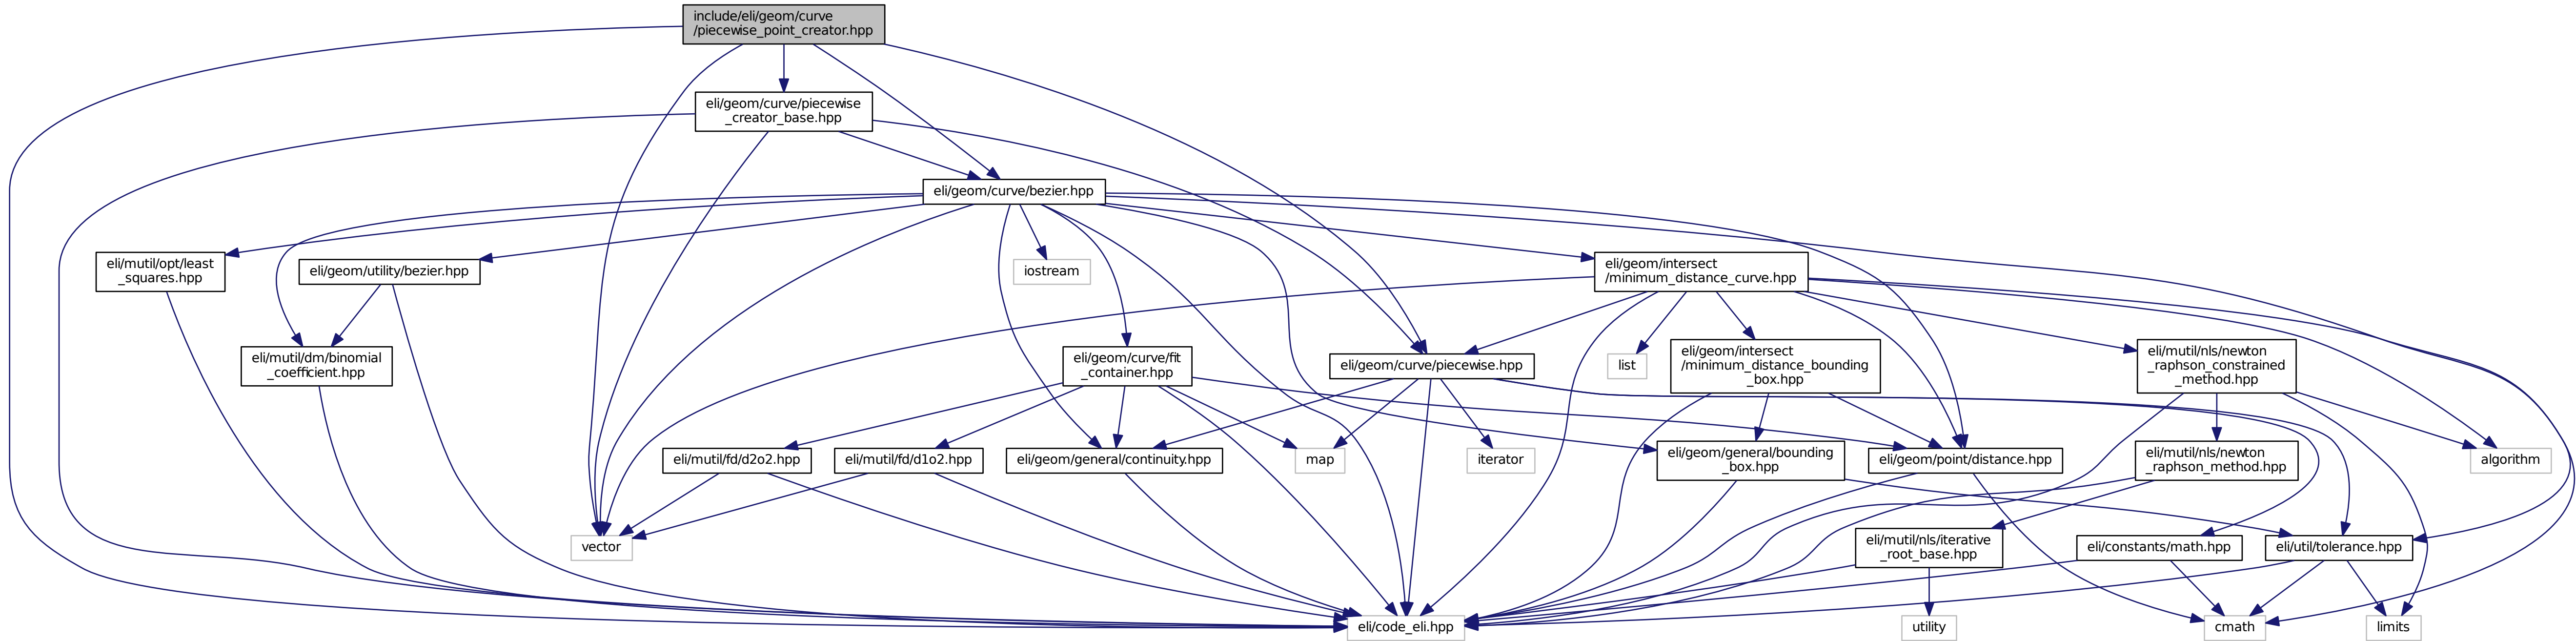 include/eli/geom/curve
/piecewise_point_creator.hpp
eli/geom/curve/piecewise
_creator_base.hpp
eli/geom/curve/bezier.hpp
eli/mutil/opt/least
_squares.hpp
eli/geom/utility/bezier.hpp
iostream
eli/geom/intersect
/minimum_distance_curve.hpp
eli/mutil/dm/binomial
_coefficient.hpp
eli/geom/curve/fit
_container.hpp
eli/geom/curve/piecewise.hpp
list
eli/geom/intersect
/minimum_distance_bounding
_box.hpp
eli/mutil/nls/newton
_raphson_constrained
_method.hpp
eli/mutil/fd/d2o2.hpp
eli/mutil/fd/d1o2.hpp
eli/geom/general/continuity.hpp
map
iterator
eli/geom/general/bounding
_box.hpp
eli/geom/point/distance.hpp
eli/mutil/nls/newton
_raphson_method.hpp
algorithm
vector
eli/mutil/nls/iterative
_root_base.hpp
eli/constants/math.hpp
eli/util/tolerance.hpp
eli/code_eli.hpp
utility
cmath
limits